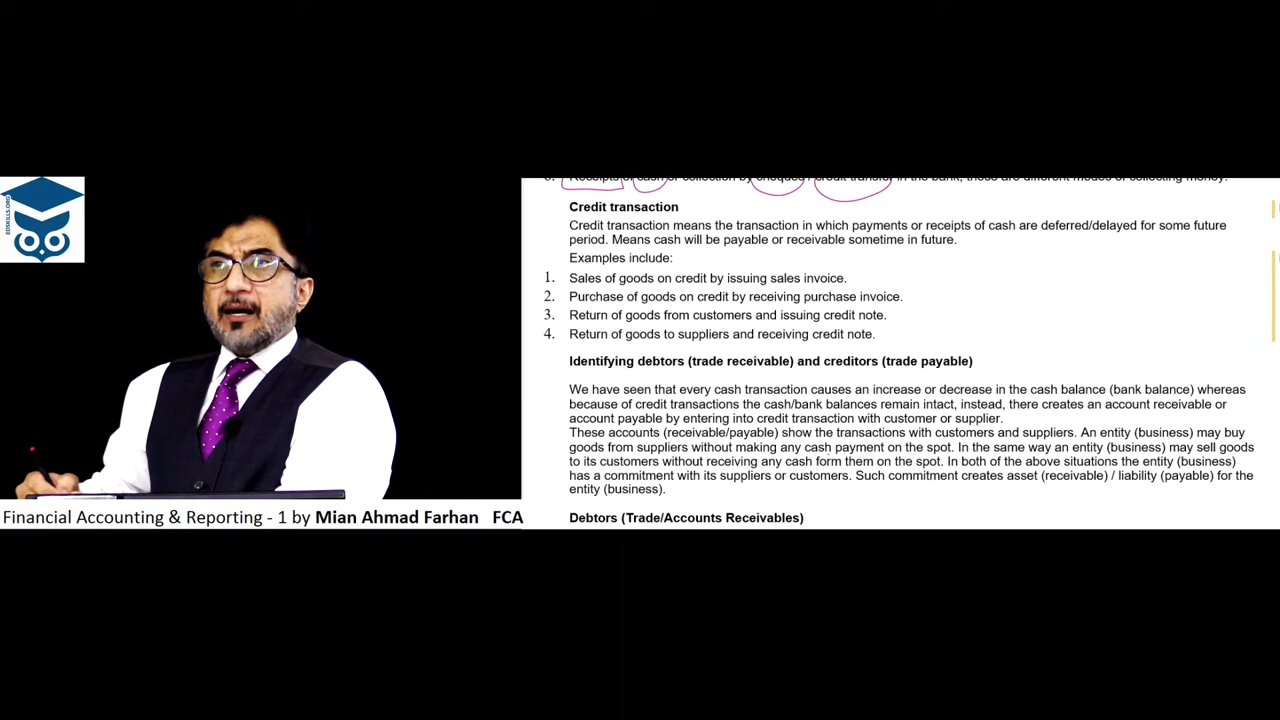 EDSKILLS.ORG
Receipts of cash or collection by cheques / credit transfer in the bank, these are different modes of collecting money.
Credit transaction
Credit transaction means the transaction in which payments or receipts of cash are deferred/delayed for some future
period. Means cash will be payable or receivable sometime in future.
Examples include:
1. Sales of goods on credit by issuing sales invoice.
2. Purchase of goods on credit by receiving purchase invoice.
3. Return of goods from customers and issuing credit note.
4. Return of goods to suppliers and receiving credit note.
Identifying debtors (trade receivable) and creditors (trade payable)
We have seen that every cash transaction causes an increase or decrease in the cash balance (bank balance) whereas
because of credit transactions the cash/bank balances remain intact, instead, there creates an account receivable or
account payable by entering into credit transaction with customer or supplier.
These accounts (receivable/payable) show the transactions with customers and suppliers. An entity (business) may buy
goods from suppliers without making any cash payment on the spot. In the same way an entity (business) may sell goods
to its customers without receiving any cash form them on the spot. In both of the above situations the entity (business)
has a commitment with its suppliers or customers. Such commitment creates asset (receivable) / liability (payable) for the
entity (business).
Debtors (Trade/Accounts Receivables)
Financial Accounting & Reporting - 1 by Mian Ahmad Farhan FCA